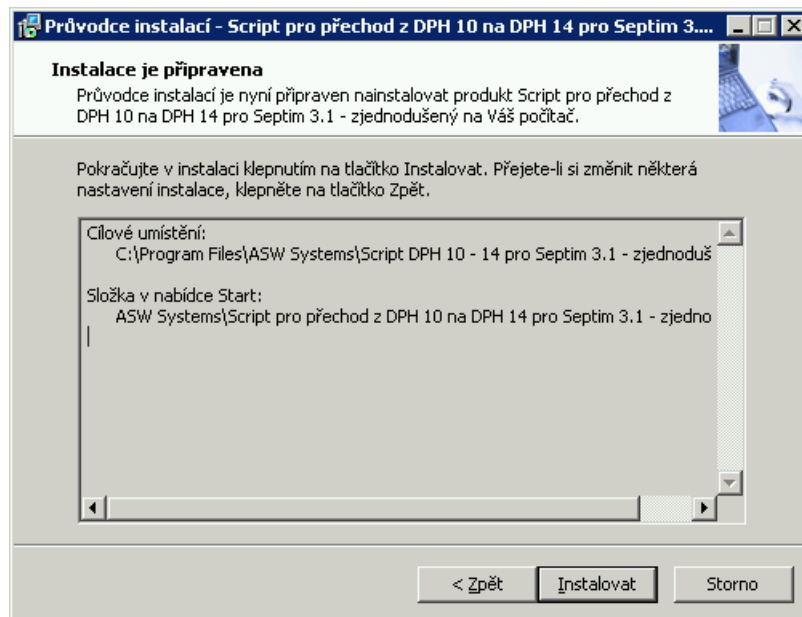 Průvodce instalací - Script pro přechod z DPH 10 na DPH 14 pro Septim 3....
Instalace je připravena
Průvodce instalací je nyní připraven nainstalovat produkt Script pro přechod z
DPH 10 na DPH 14 pro Septim 3.1 - zjednodušený na Váš počítač.
Pokračujte v instalaci klepnutím na tlačítko Instalovat. Přejete-li si změnit některá
nastavení instalace, klepněte na tlačítko Zpět.
Cílové umístění:
C:\Program Files\ASW Systems\Script DPH 10 - 14 pro Septim 3.1 - zjednoduš
Složka v nabídce Start:
ASW Systems\Script pro přechod z DPH 10 na DPH 14 pro Septim 3.1 - zjedno
< Zpět Instalovat Storno